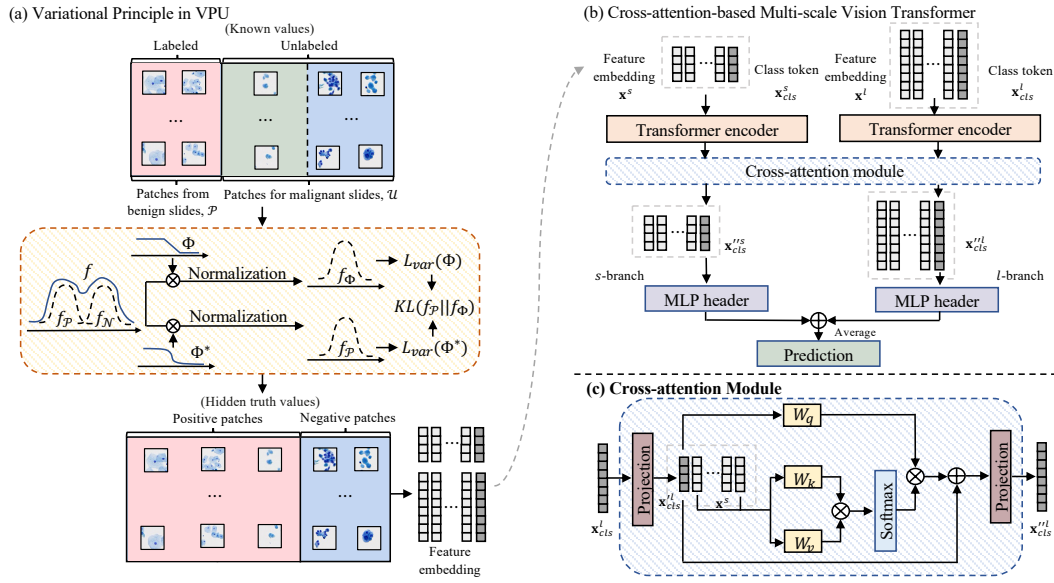 (a) Variational Principle in VPU
(Known values)
Labeled
Unlabeled
...
...
...
Patches from
benign slides, 𝒫
Patches for malignant slides, 𝒰
Φ
Normalization
f_Φ
L_var(Φ)
f
f_𝒫
f_𝒩
KL(f_𝒫||f_Φ)
Normalization
f_𝒫
L_var(Φ*)
Φ*
(Hidden truth values)
Positive patches
Negative patches
...
...
...
...
Feature
embedding
(b) Cross-attention-based Multi-scale Vision Transformer
Feature
embedding
x^s
...
Class token
x^s_cls
Feature
embedding
x^l
...
Class token
x^l_cls
Transformer encoder
Transformer encoder
Cross-attention module
...
x''^s_cls
...
x''^l_cls
s-branch
l-branch
MLP header
MLP header
Average
Prediction
(c) Cross-attention Module
x^l_cls
Projection
x'^l_cls
...
x^s
W_q
W_k
W_v
Softmax
Projection
x''^l_cls